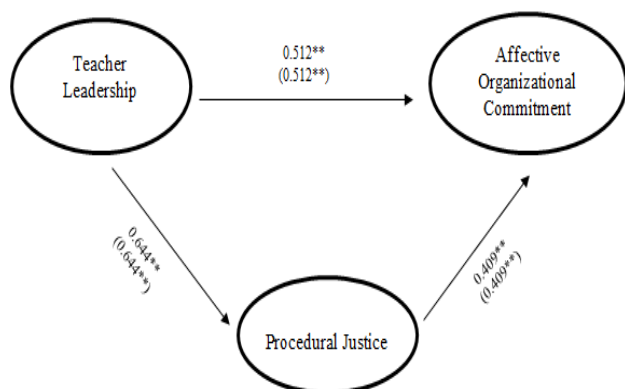 Teacher
Leadership
0.512**
(0.512**)
Affective
Organizational
Commitment
0.644**
(0.644**)
0.409**
(0.409**)
Procedural Justice